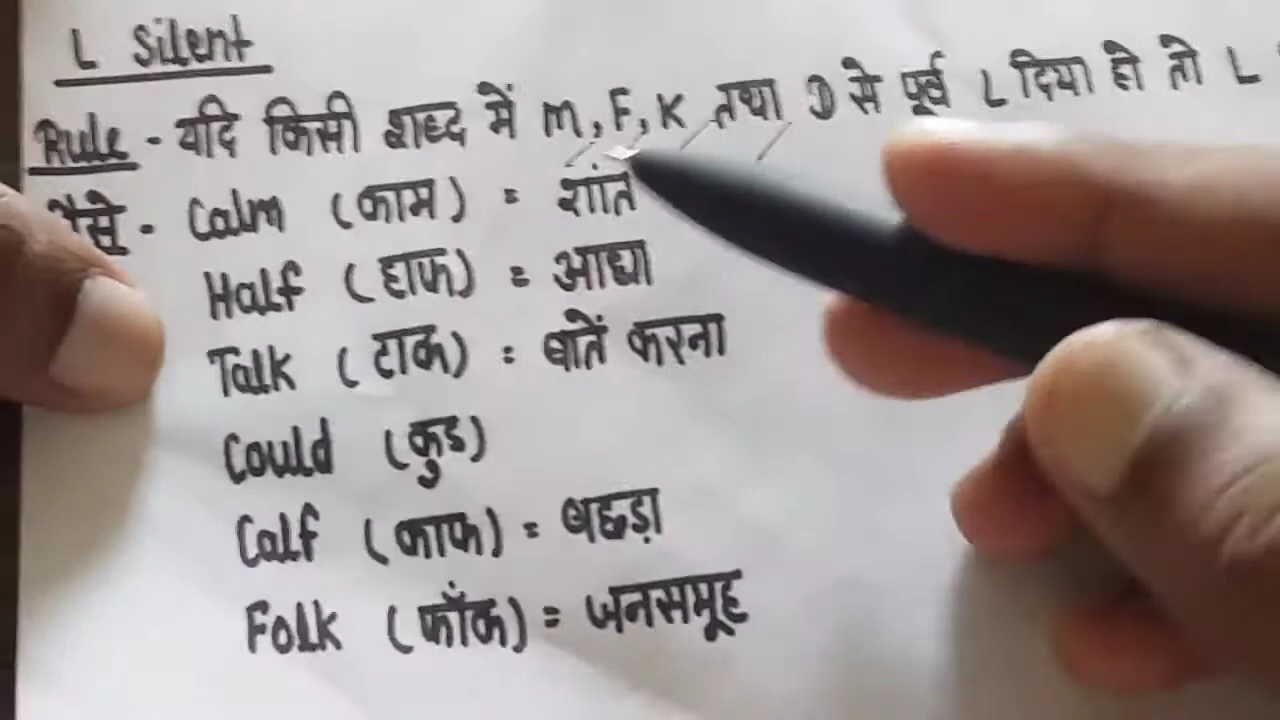 L Silent
Rule - यदि किसी शब्द में M, F, K तथा D से पूर्व L दिया हो तो L
जैसे - Calm (काम) = शांत
Half (हाफ) = आधा
Talk (टाक) = बातें करना
Could (कुड)
Calf (काफ) = बछड़ा
Folk (फॉक) = जनसमूह